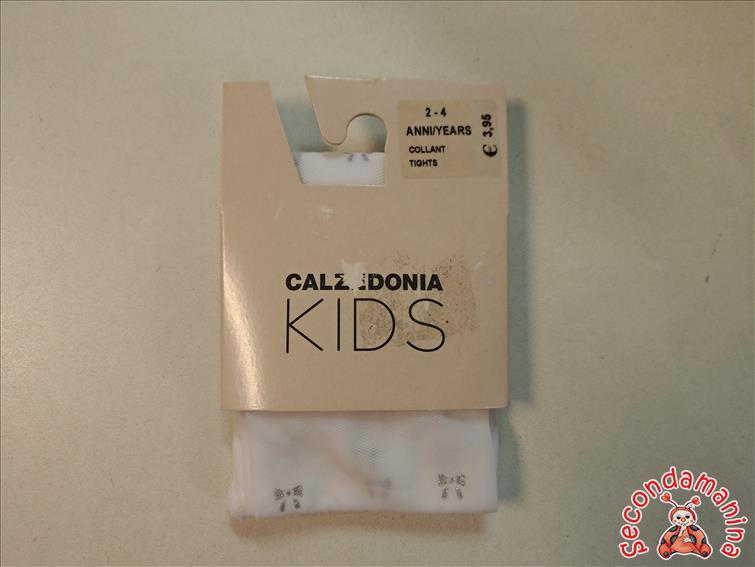 2 - 4
ANNI/YEARS
COLLANT
TIGHTS
€ 3,95
CALZEDONIA
KIDS
Secondamanina